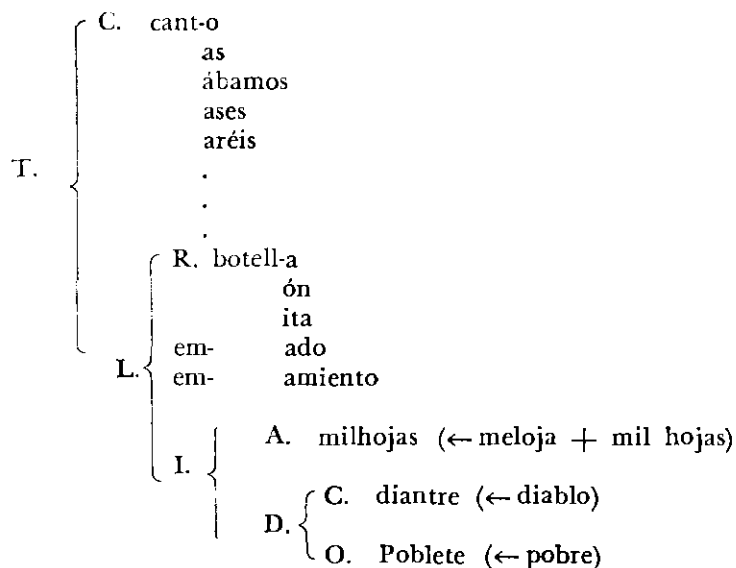 C. cant-o
as
ábamos
ases
aréis
T.
.
.
.
R. botell-a
ón
ita
em- ado
L.
em- amiento
A. milhojas (← meloja + mil hojas)
I.
C. diantre (← diablo)
D.
O. Poblete (← pobre)